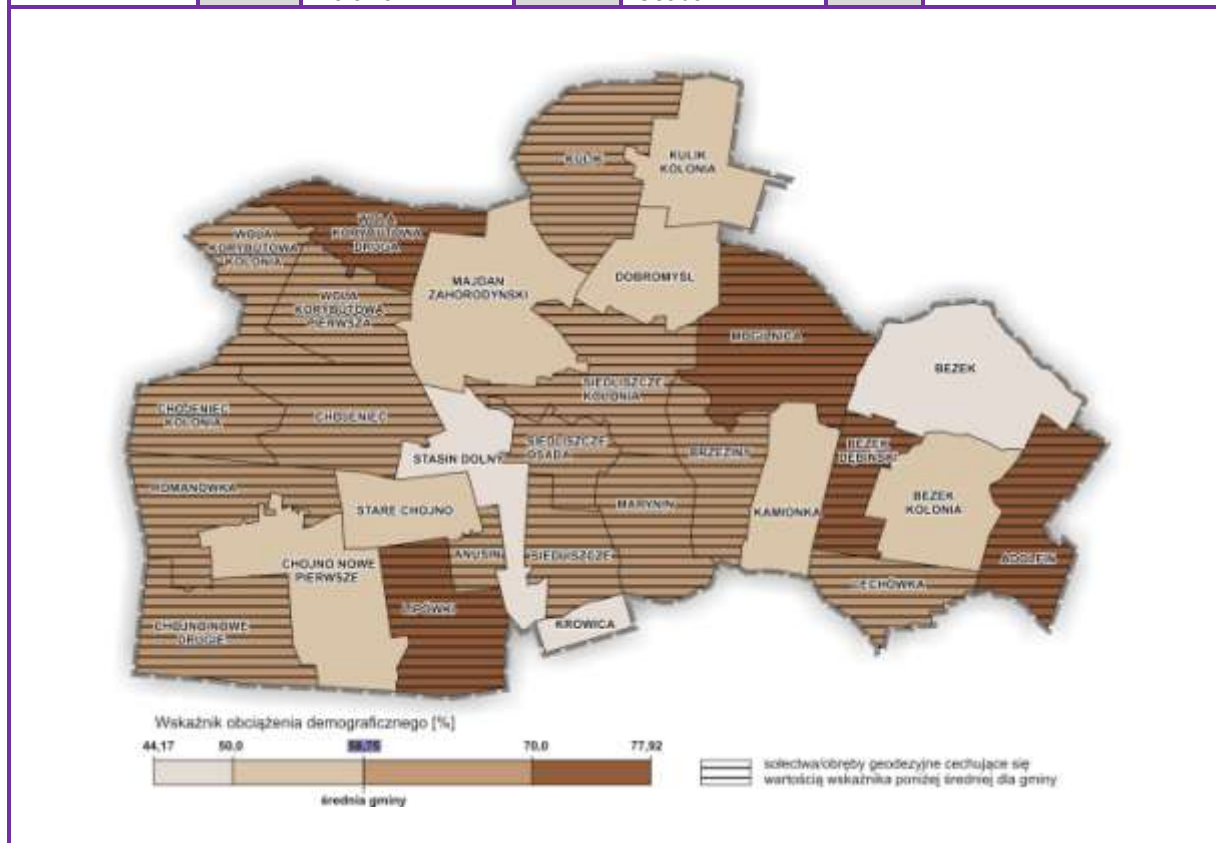 KULIK
KULIK
KOLONIA
WOLA
KORYBUTOWA
DRUGA
WOLA
KORYBUTOWA
KOLONIA
DOBROMYŚL
MAJDAN
ZAHORODYŃSKI
WOLA
KORYBUTOWA
PIERWSZA
MOGILNICA
BEZEK
SIEDLISZCZE
KOLONIA
CHOJENIEC
KOLONIA
CHOJENIEC
SIEDLISZCZE
OSADA
BRZEZINY
BEZEK
DĘBIŃSKI
STASIN DOLNY
ROMANÓWKA
BEZEK
KOLONIA
STARE CHOJNO
MARYNIN
KAMIONKA
ANUSIN
SIEDLISZCZE
CHOJNO NOWE
PIERWSZE
ADOLFIN
LECHÓWKA
LIPÓWKI
KROWICA
CHOJNO NOWE
DRUGIE
Wskaźnik obciążenia demograficznego [%]
44,17 50,0 58,75 70,0 77,92
średnia gminy
sołectwa/obręby geodezyjne cechujące się
wartością wskaźnika poniżej średniej dla gminy